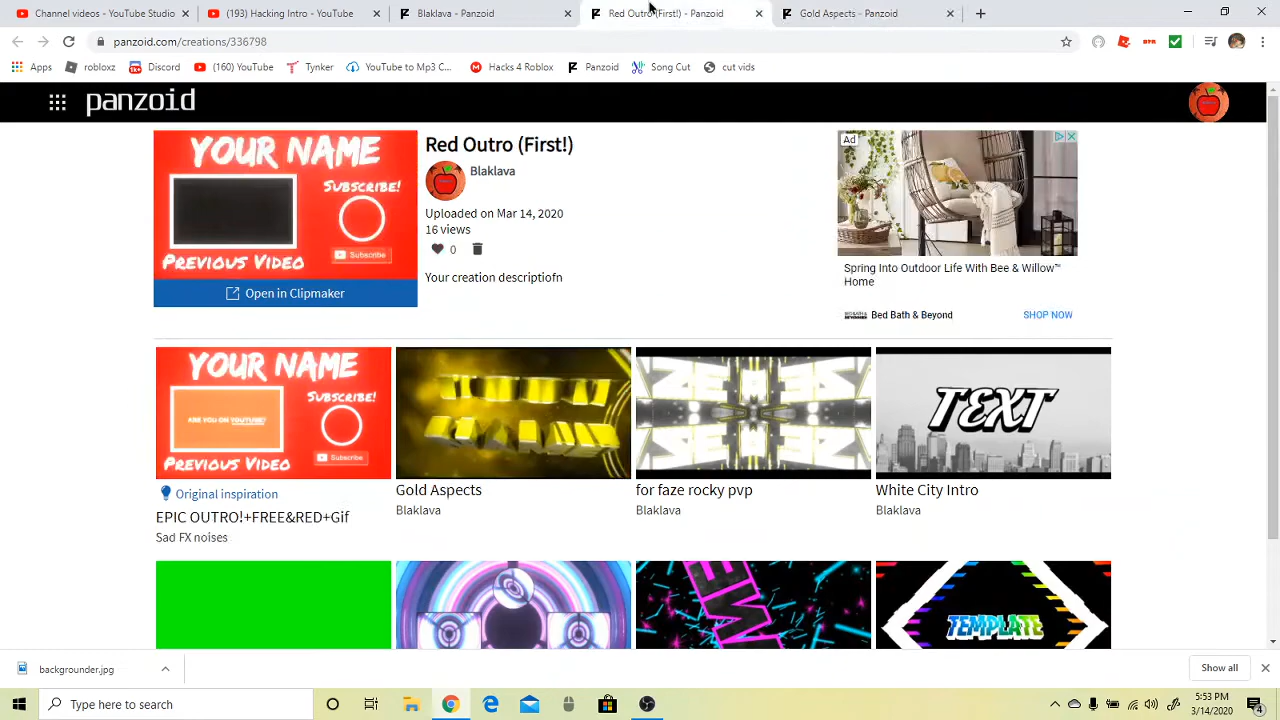 Channel videos - YouTube
(293) Hacking Intro - YouTube
Blaklava - Panzoid
Red Outro (First!) - Panzoid
Gold Aspects - Panzoid
panzoid.com/creations/336798
Apps
robloxz
Discord
(160) YouTube
Tynker
YouTube to Mp3 C...
Hacks 4 Roblox
Panzoid
Song Cut
cut vids
panzoid
YOUR NAME
SUBSCRIBE!
Subscribe
PREVIOUS VIDEO
Open in Clipmaker
Red Outro (First!)
Blaklava
Uploaded on Mar 14, 2020
16 views
0
Your creation descriptiofn
Ad
Spring Into Outdoor Life With Bee & Willow™
Home
Bed Bath & Beyond
SHOP NOW
YOUR NAME
ARE YOU ON YOUTUBE?
SUBSCRIBE!
Subscribe
PREVIOUS VIDEO
TEXT
Original inspiration
EPIC OUTRO!+FREE&RED+Gif
Sad FX noises
Gold Aspects
Blaklava
for faze rocky pvp
Blaklava
White City Intro
Blaklava
TEMPLATE
backgrounder.jpg
Show all
Type here to search
5:53 PM
3/14/2020
4